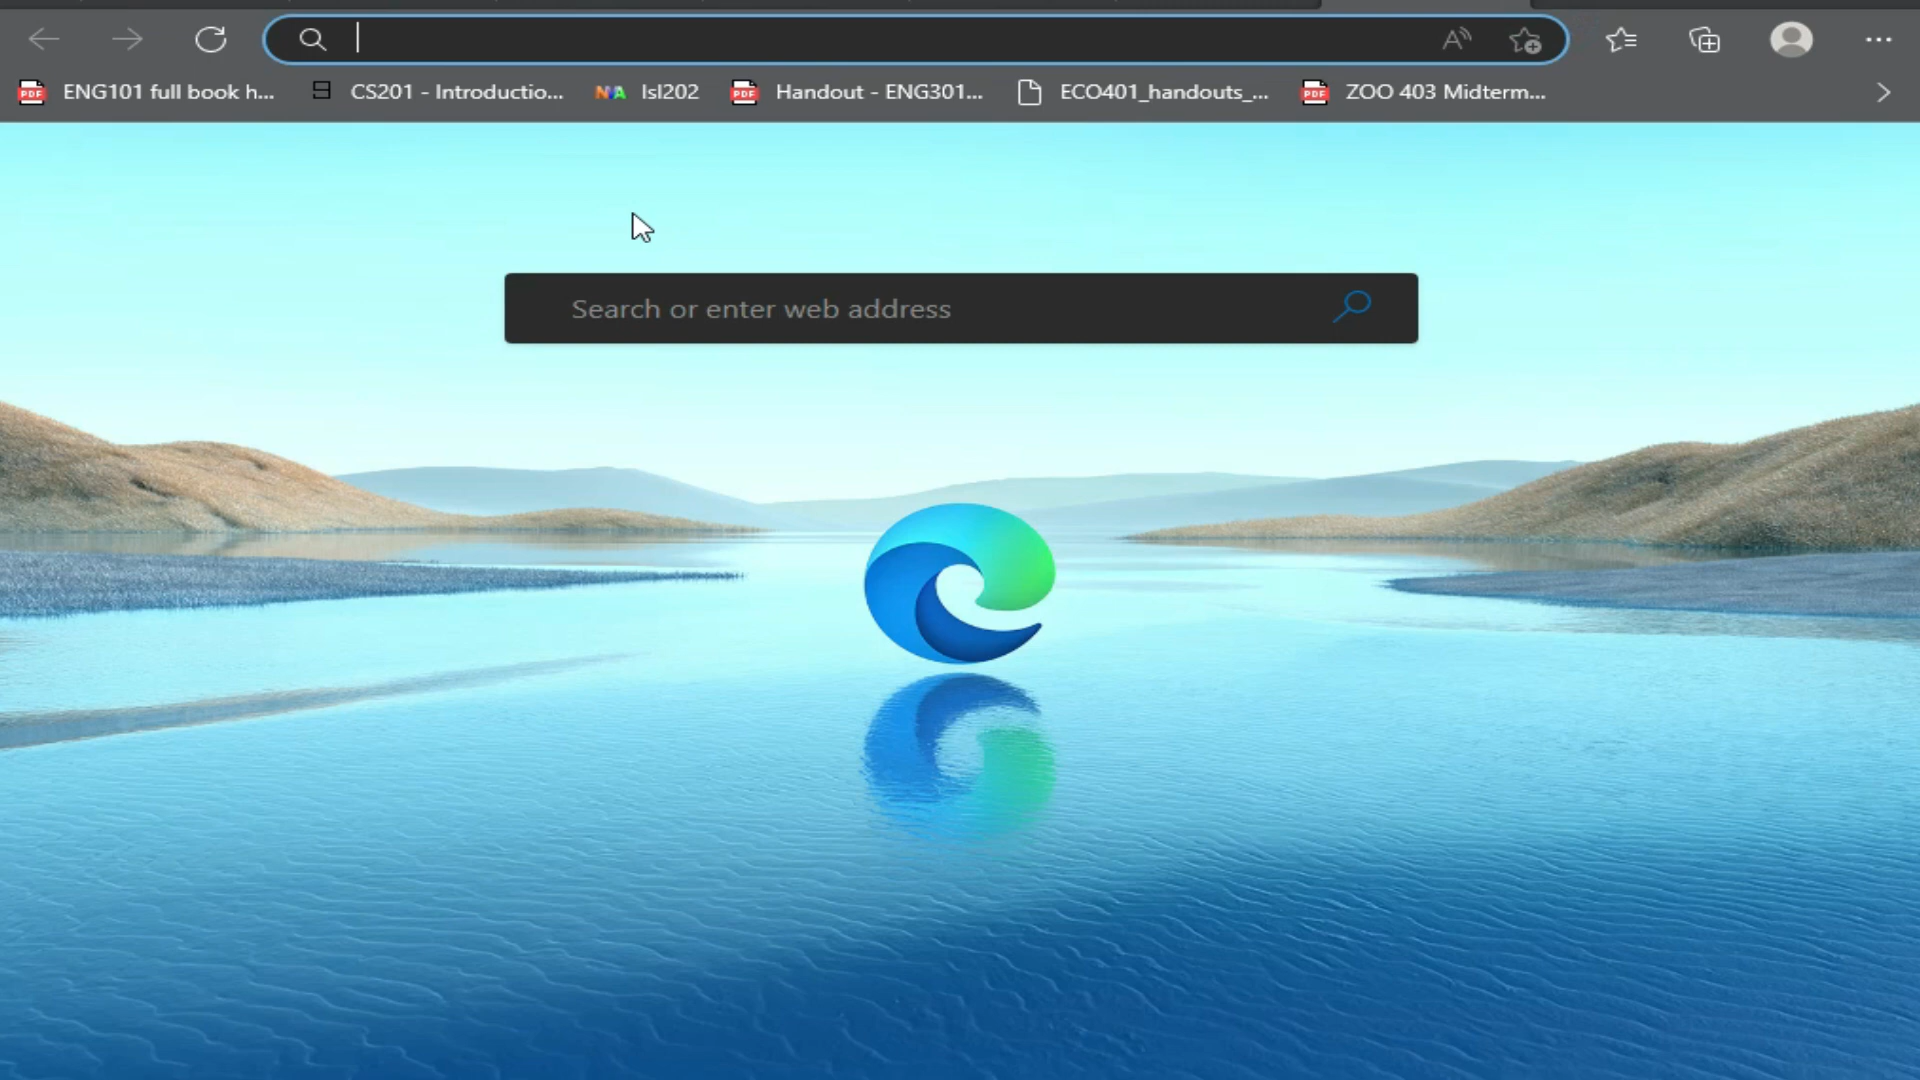 ENG101 full book h... CS201 - Introductio... Isl202 Handout - ENG301... ECO401_handouts_... ZOO 403 Midterm...
Search or enter web address